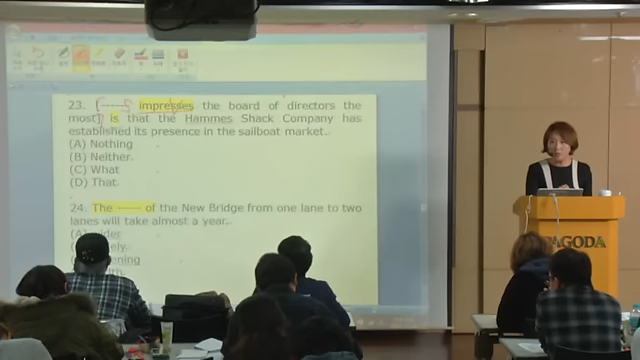 23. ------ impresses the board of directors the
most is that the Hammes Shack Company has
established its presence in the sailboat market.
(A) Nothing
(B) Neither
(C) What
(D) That
24. The ------ of the New Bridge from one lane to two
lanes will take almost a year.
PAGODA